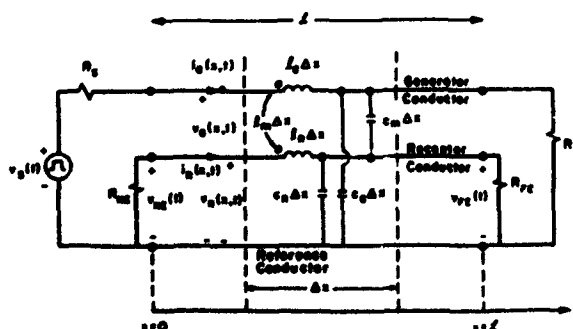 ℒ
R_S
i_G(z,t)
l_G Δz
Generator
Conductor
+
v_G(z,t)
l_m Δz
c_m Δz
R
v_S(t)
+
-
l_R Δz
Receptor
Conductor
i_R(z,t)
+
R_NE
+
v_NE(t)
-
v_R(z,t)
-
c_R Δz
c_G Δz
+
v_FE(t)
-
R_FE
Reference
Conductor
Δz
z=0
z=ℒ